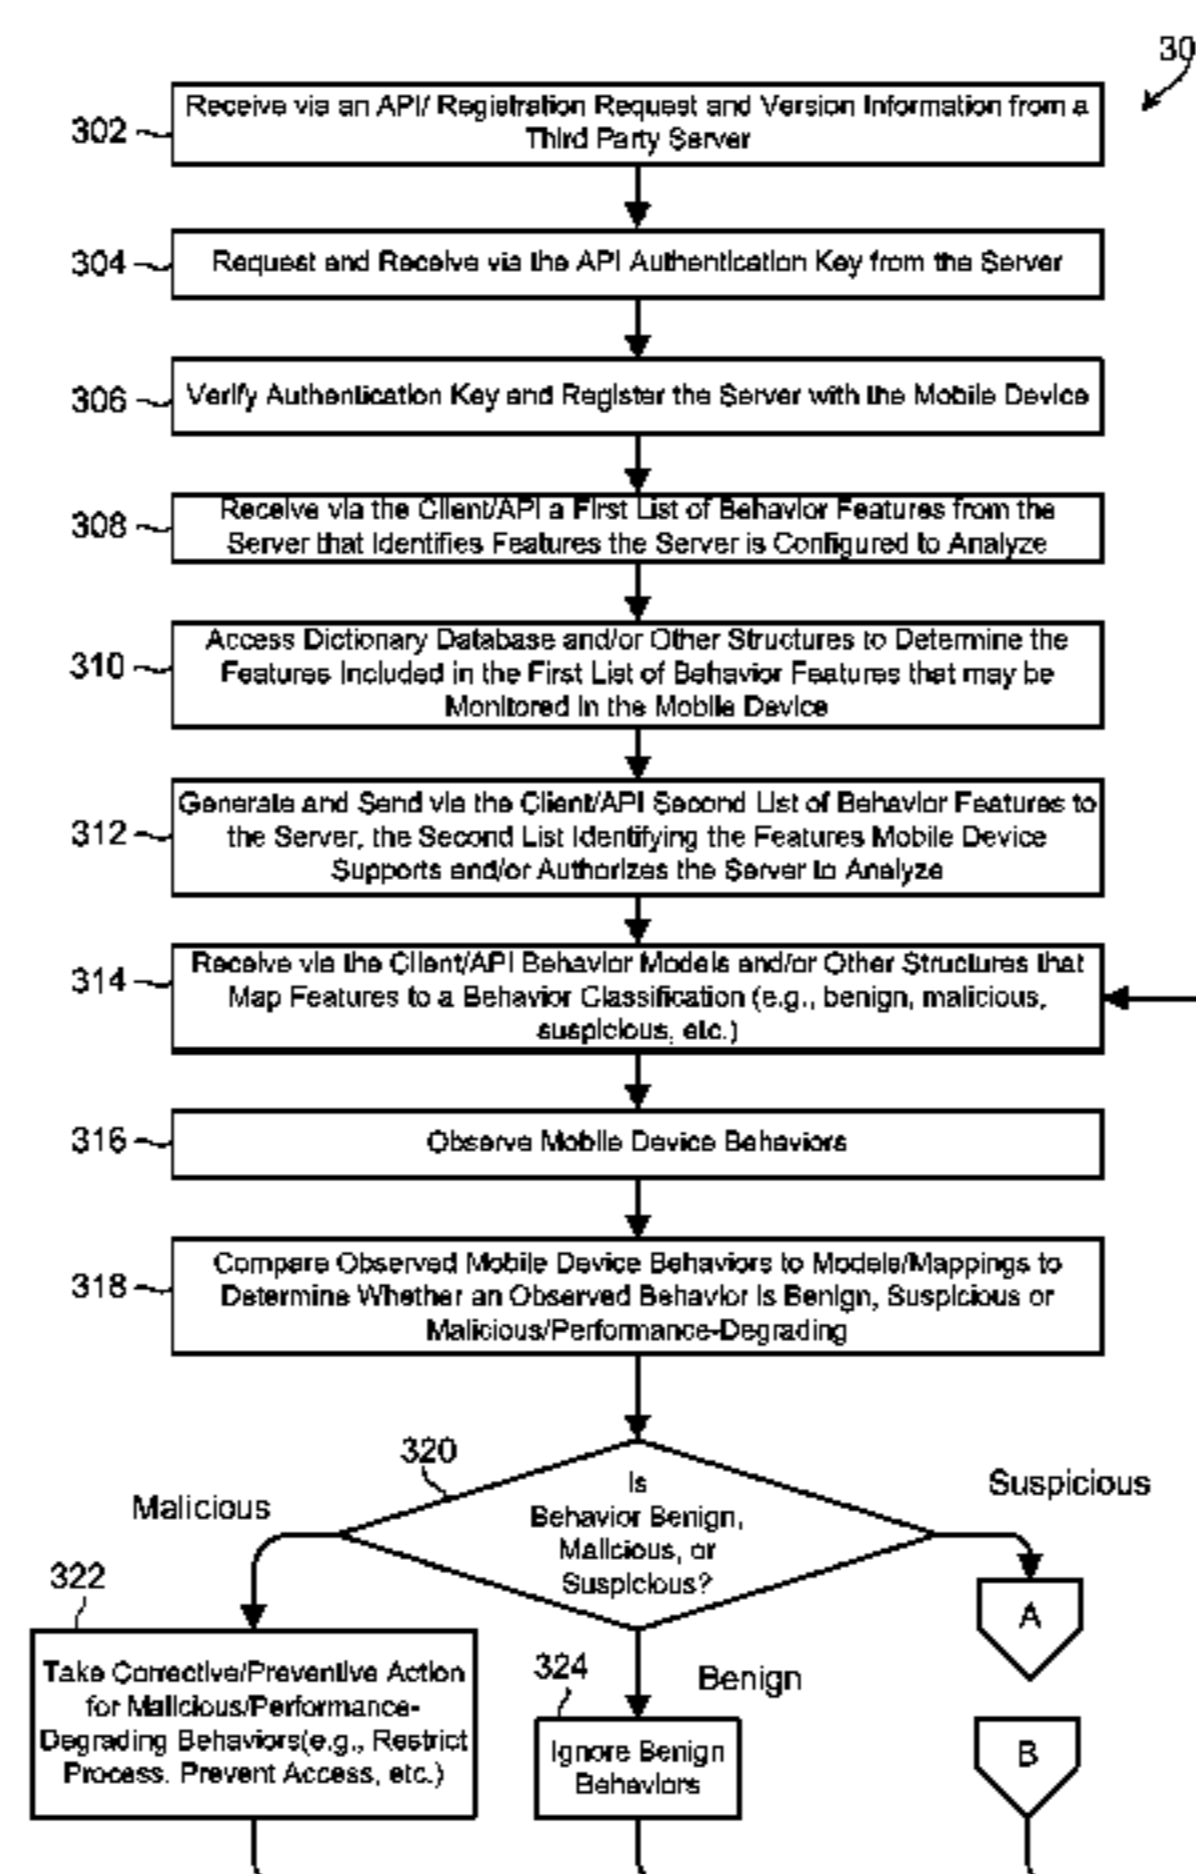 30
302
Receive via an API/ Registration Request and Version Information from a
Third Party Server
304
Request and Receive via the API Authentication Key from the Server
306
Verify Authentication Key and Register the Server with the Mobile Device
308
Receive via the Client/API a First List of Behavior Features from the
Server that Identifies Features the Server is Configured to Analyze
310
Access Dictionary Database and/or Other Structures to Determine the
Features Included in the First List of Behavior Features that may be
Monitored in the Mobile Device
312
Generate and Send via the Client/API Second List of Behavior Features to
the Server, the Second List Identifying the Features Mobile Device
Supports and/or Authorizes the Server to Analyze
314
Receive via the Client/API Behavior Models and/or Other Structures that
Map Features to a Behavior Classification (e.g., benign, malicious,
suspicious, etc.)
316
Observe Mobile Device Behaviors
318
Compare Observed Mobile Device Behaviors to Models/Mappings to
Determine Whether an Observed Behavior is Benign, Suspicious or
Malicious/Performance-Degrading
320
Is
Behavior Benign,
Malicious, or
Suspicious?
Malicious
Suspicious
322
Take Corrective/Preventive Action
for Malicious/Performance-
Degrading Behaviors(e.g., Restrict
Process. Prevent Access, etc.)
324
Benign
Ignore Benign
Behaviors
A
B